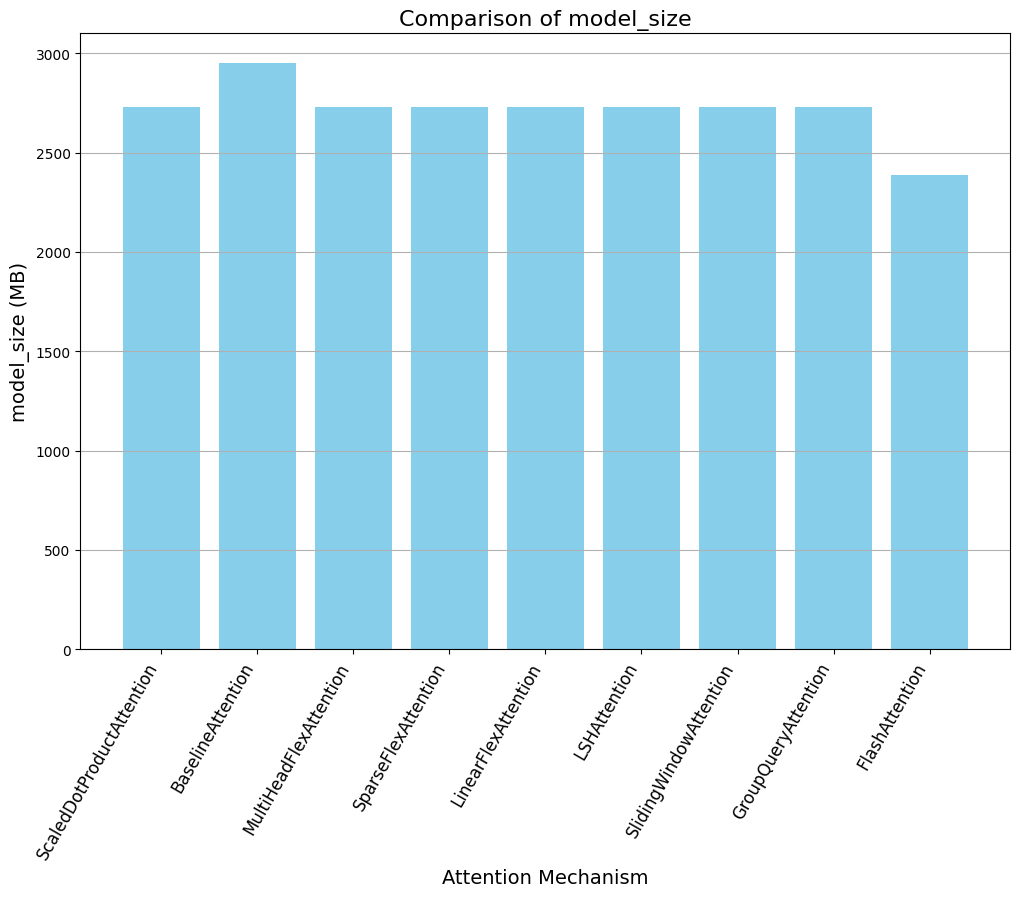 Comparison of model_size
model_size (MB)
3000
2500
2000
1500
1000
500
0
ScaledDotProductAttention
BaselineAttention
MultiHeadFlexAttention
SparseFlexAttention
LinearFlexAttention
LSHAttention
SlidingWindowAttention
GroupQueryAttention
FlashAttention
Attention Mechanism